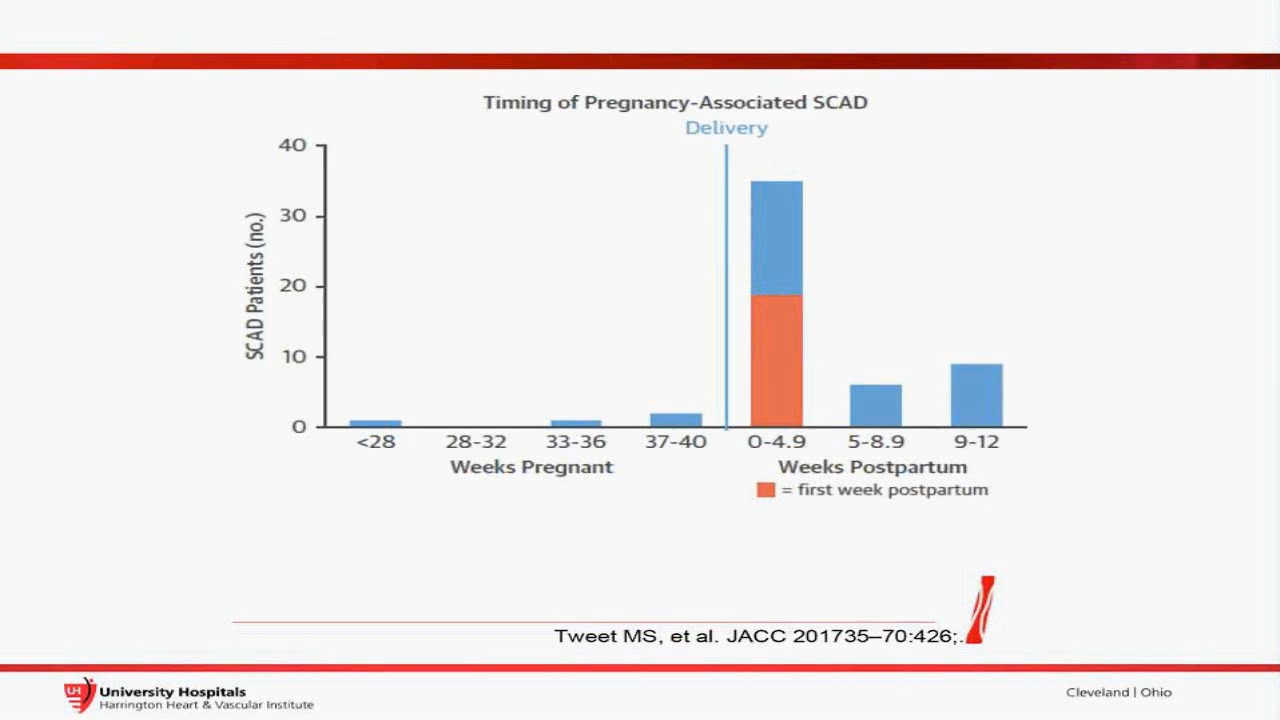 Timing of Pregnancy-Associated SCAD
Delivery
SCAD Patients (no.)
40
30
20
10
0
<28 28-32 33-36 37-40 0-4.9 5-8.9 9-12
Weeks Pregnant Weeks Postpartum
= first week postpartum
Tweet MS, et al. JACC 201735–70:426;.
UH University Hospitals
Harrington Heart & Vascular Institute
Cleveland | Ohio